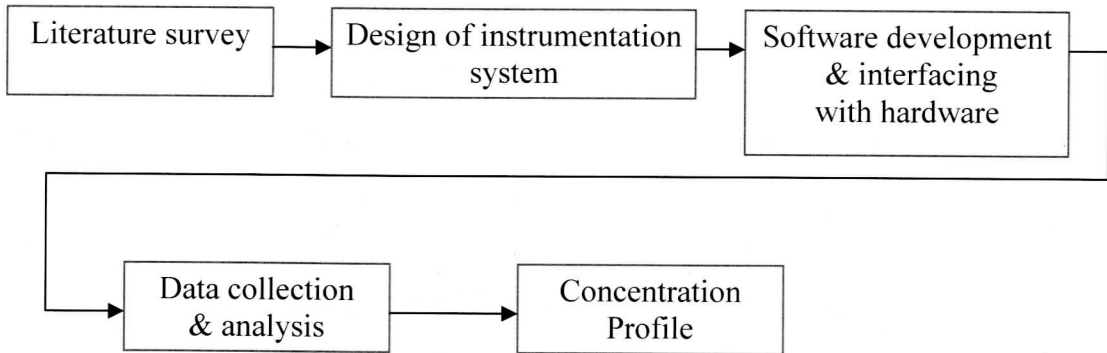 Literature survey
Design of instrumentation
system
Software development
& interfacing
with hardware
Data collection
& analysis
Concentration
Profile